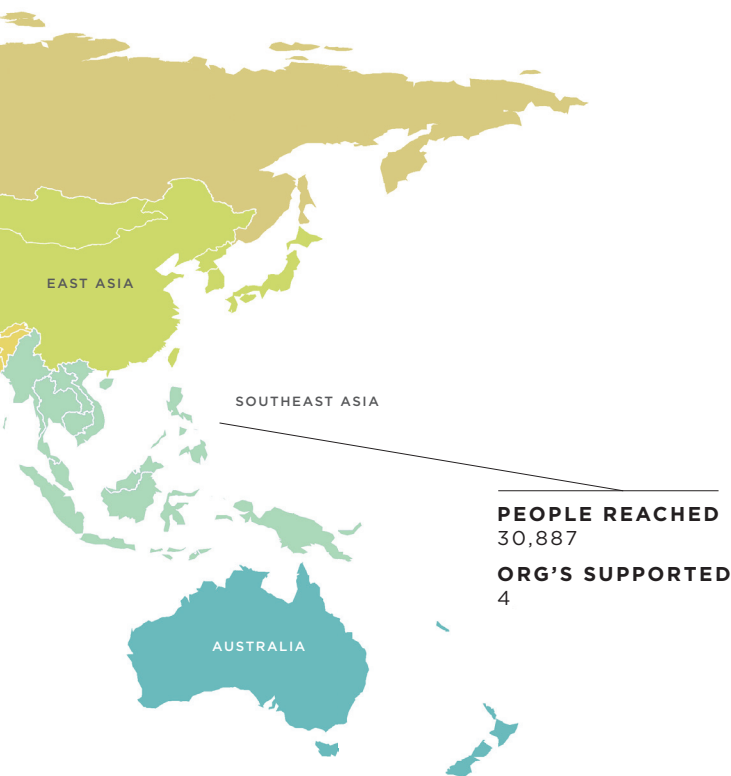 EAST ASIA
SOUTHEAST ASIA
PEOPLE REACHED
30,887
ORG'S SUPPORTED
4
AUSTRALIA